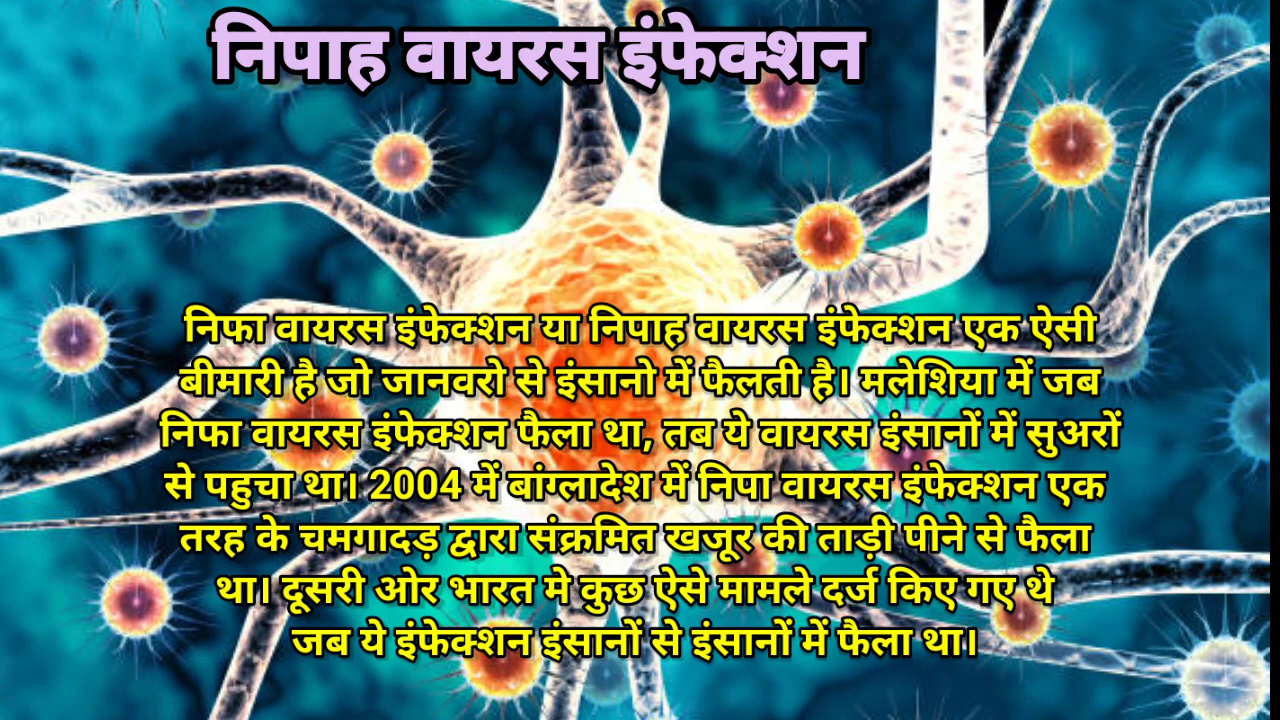 निपाह वायरस इंफेक्शन
निफा वायरस इंफेक्शन या निपाह वायरस इंफेक्शन एक ऐसी
बीमारी है जो जानवरो से इंसानो में फैलती है। मलेशिया में जब
निफा वायरस इंफेक्शन फैला था, तब ये वायरस इंसानों में सुअरों
से पहुचा था। 2004 में बांग्लादेश में निपा वायरस इंफेक्शन एक
तरह के चमगादड़ द्वारा संक्रमित खजूर की ताड़ी पीने से फैला
था। दूसरी ओर भारत मे कुछ ऐसे मामले दर्ज किए गए थे
जब ये इंफेक्शन इंसानों से इंसानों में फैला था।